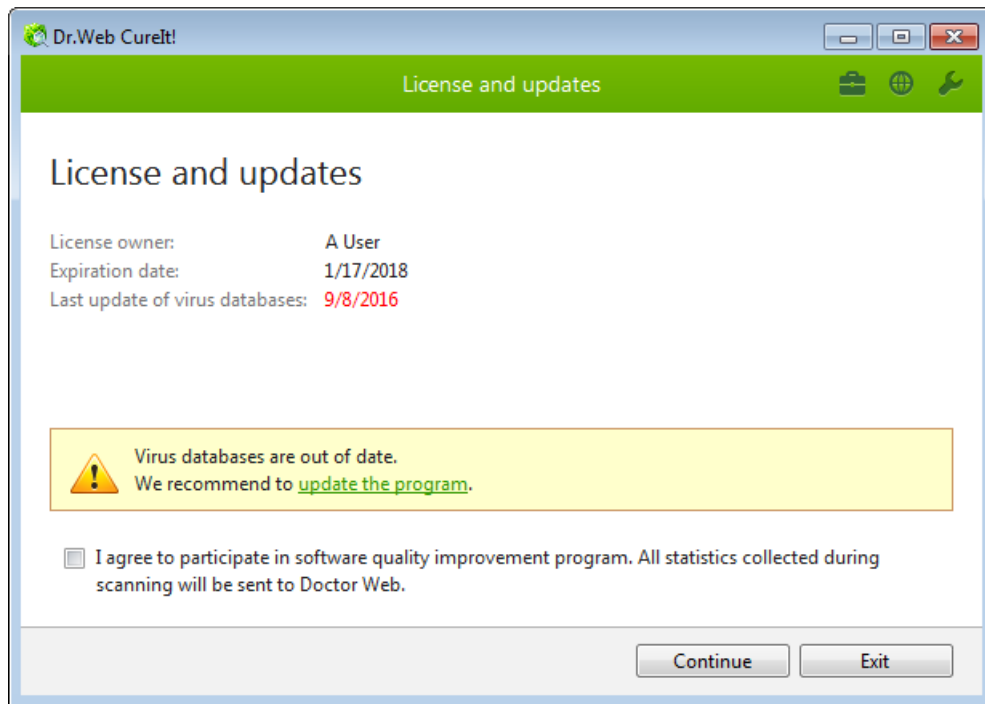 Dr.Web CureIt!
License and updates
License and updates
License owner: A User
Expiration date: 1/17/2018
Last update of virus databases: 9/8/2016
Virus databases are out of date.
We recommend to update the program.
I agree to participate in software quality improvement program. All statistics collected during
scanning will be sent to Doctor Web.
Continue Exit